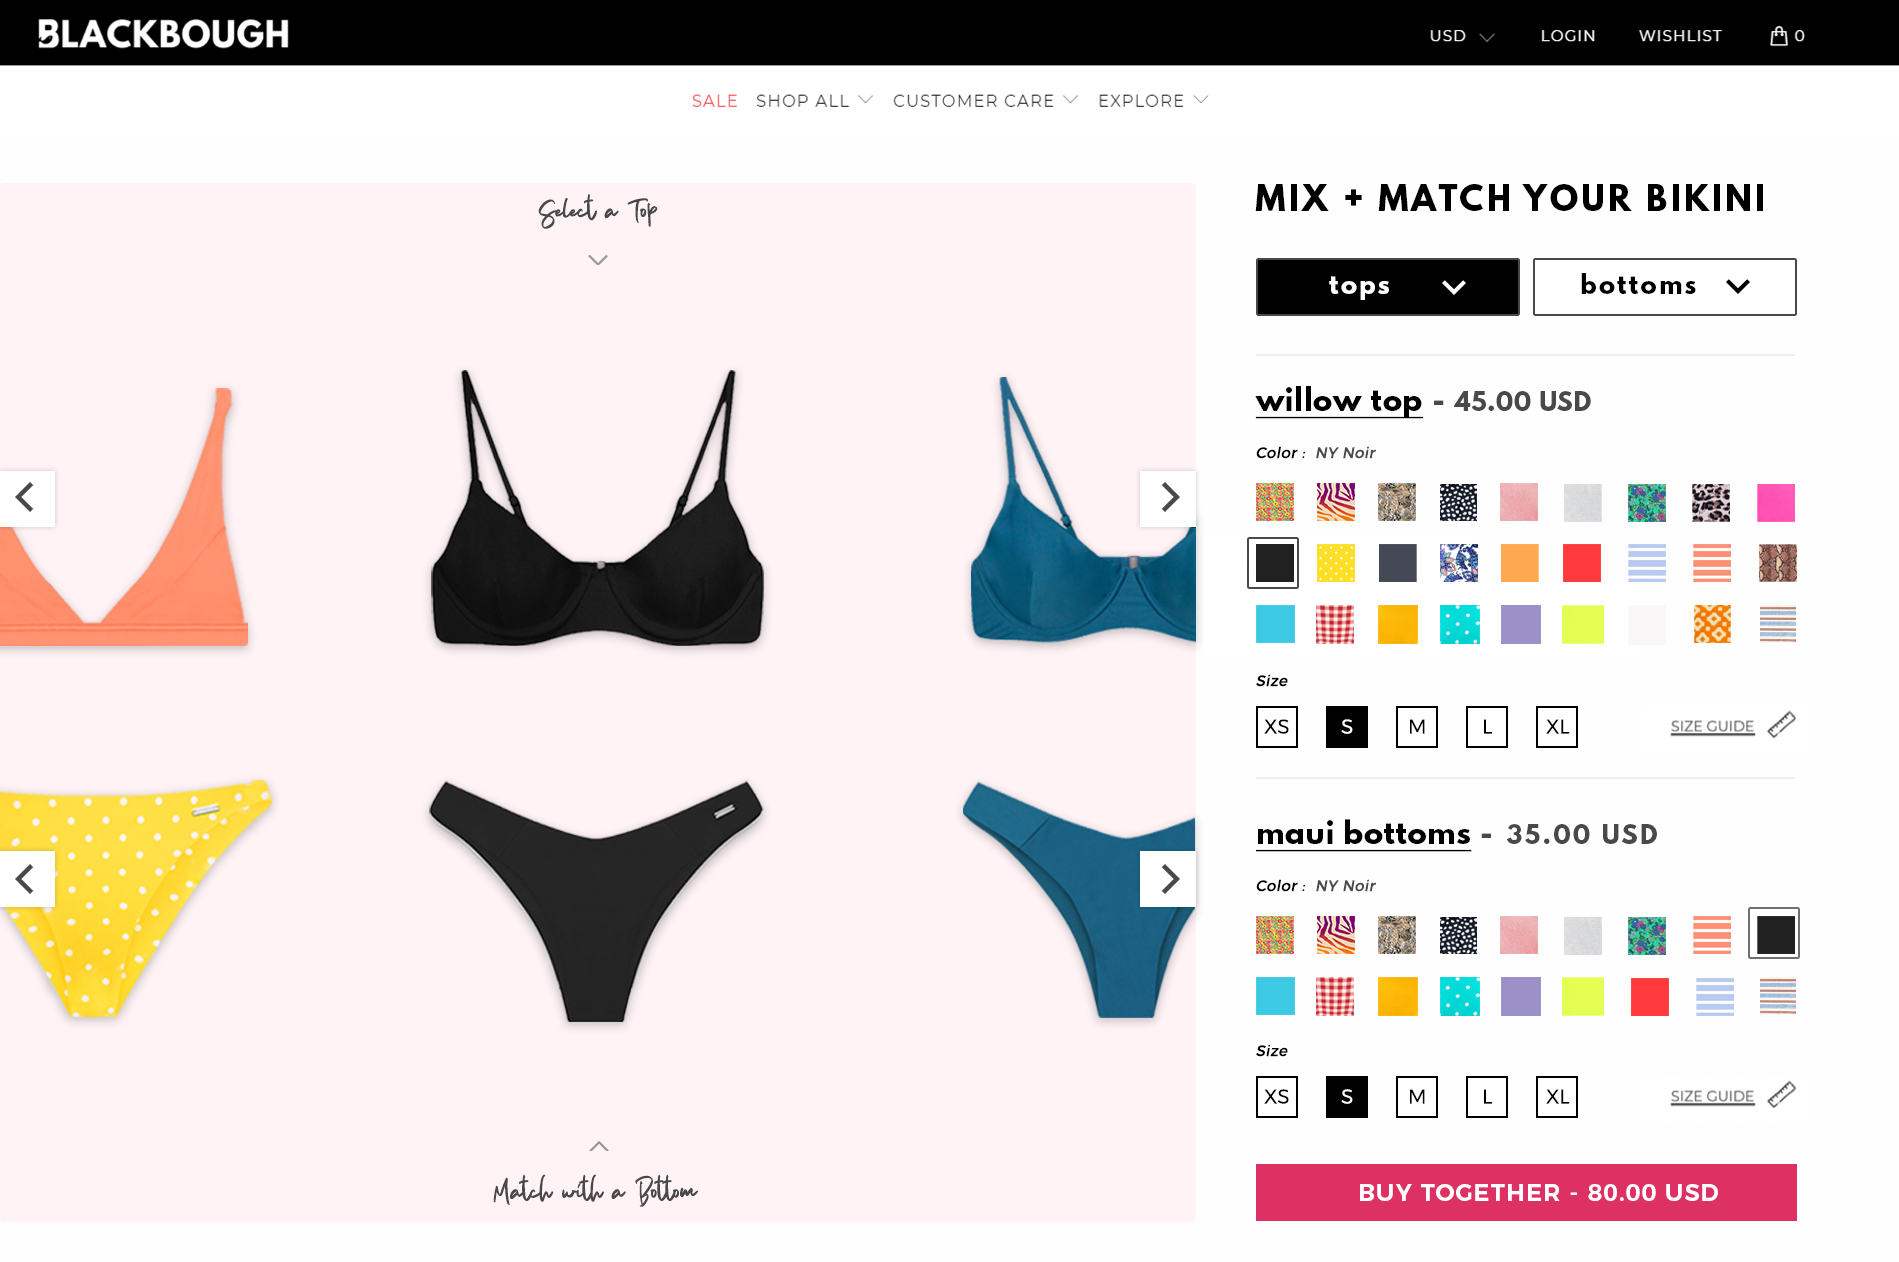 BLACKBOUGH
USD LOGIN WISHLIST 0
SALE SHOP ALL CUSTOMER CARE EXPLORE
Select a Top
MIX + MATCH YOUR BIKINI
tops bottoms
willow top - 45.00 USD
Color : NY Noir
Size
XS S M L XL SIZE GUIDE
maui bottoms - 35.00 USD
Color : NY Noir
Size
XS S M L XL SIZE GUIDE
Match with a Bottom
BUY TOGETHER - 80.00 USD